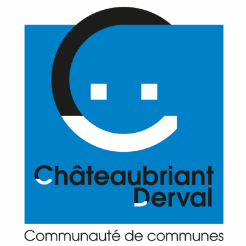 Châteaubriant
Derval
Communauté de communes